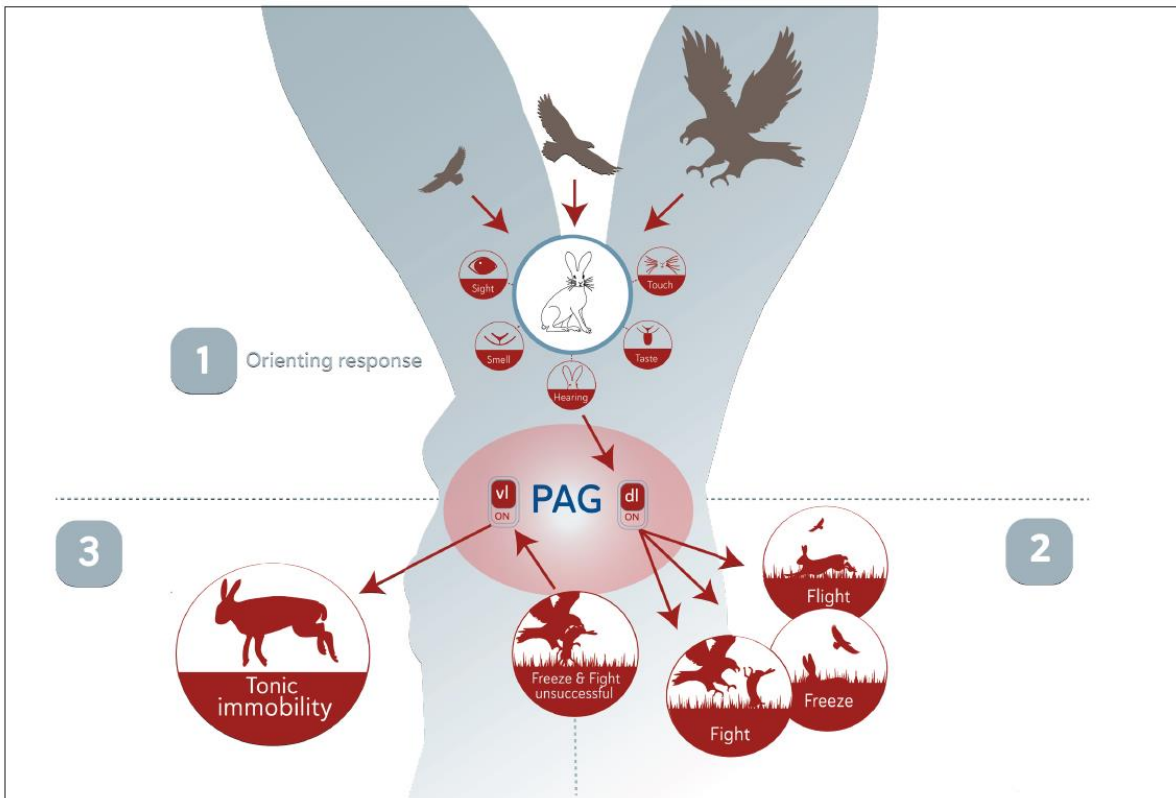 Sight
Touch
Smell
Taste
Hearing
1
Orienting response
vl
ON
PAG
dl
ON
3
2
Flight
Freeze
Fight
Freeze & Fight
unsuccessful
Tonic
immobility